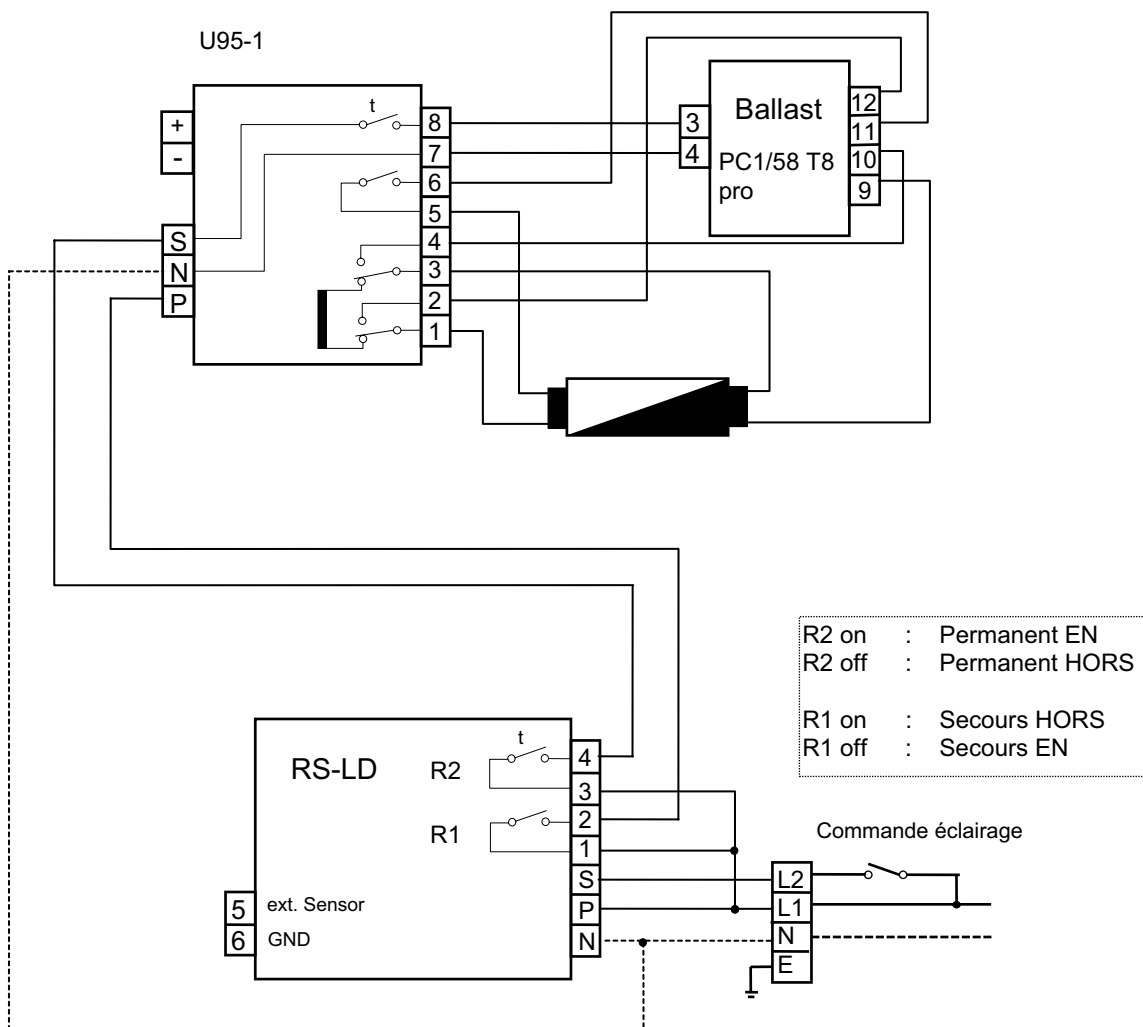 U95-1
+
-
S
N
P
t
8
7
6
5
4
3
2
1
3
4
Ballast
PC1/58 T8
pro
12
11
10
9
R2 on : Permanent EN
R2 off : Permanent HORS
R1 on : Secours HORS
R1 off : Secours EN
RS-LD
t
R2
R1
4
3
2
1
S
P
N
5 ext. Sensor
6 GND
Commande éclairage
L2
L1
N
E